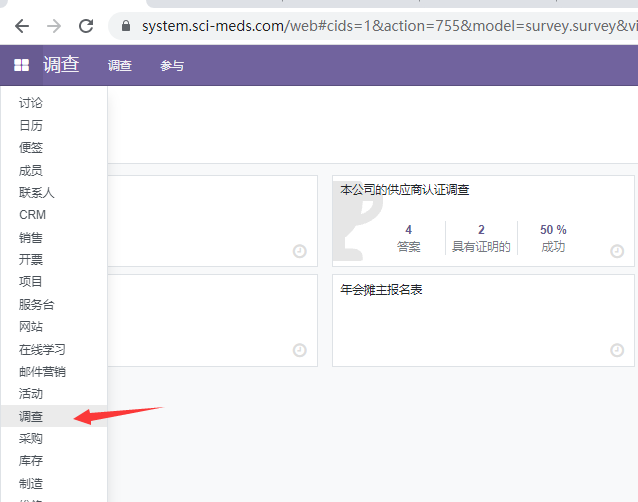 system.sci-meds.com/web#cids=1&action=755&model=survey.survey&vi
调查 调查 参与
讨论
日历
便签
成员
联系人
CRM
销售
开票
项目
服务台
网站
在线学习
邮件营销
活动
调查
采购
库存
制造
本公司的供应商认证调查
4 2 50 %
答案 具有证明的 成功
年会摊主报名表